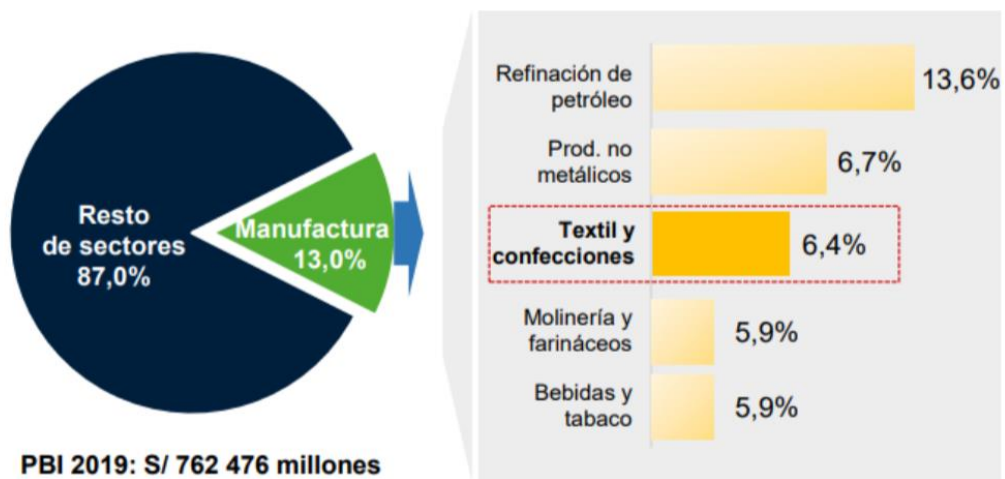 Resto
de sectores
87,0%
Manufactura
13,0%
PBI 2019: S/ 762 476 millones
Refinación de
petróleo
13,6%
Prod. no
metálicos
6,7%
Textil y
confecciones
6,4%
Molinería y
farináceos
5,9%
Bebidas y
tabaco
5,9%